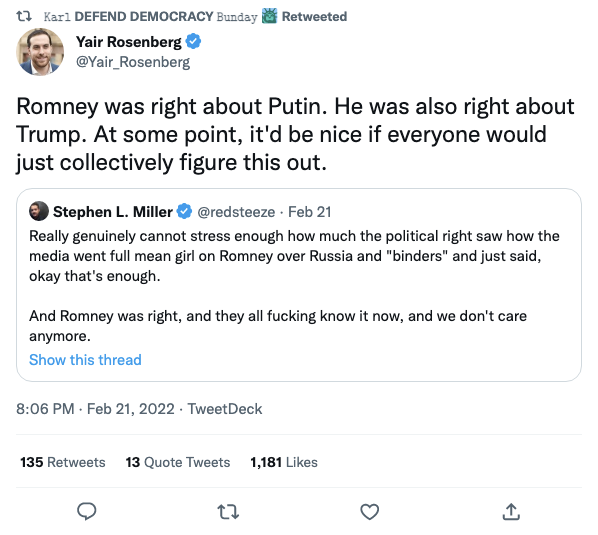 Karl DEFEND DEMOCRACY Bunday Retweeted
Yair Rosenberg
@Yair_Rosenberg
Romney was right about Putin. He was also right about
Trump. At some point, it'd be nice if everyone would
just collectively figure this out.
Stephen L. Miller @redsteeze · Feb 21
Really genuinely cannot stress enough how much the political right saw how the
media went full mean girl on Romney over Russia and "binders" and just said,
okay that's enough.
And Romney was right, and they all fucking know it now, and we don't care
anymore.
Show this thread
8:06 PM · Feb 21, 2022 · TweetDeck
135 Retweets 13 Quote Tweets 1,181 Likes